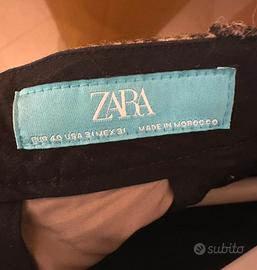 ZARA
EUR 40 USA 31 MEX 31 MADE IN MOROCCO
subito